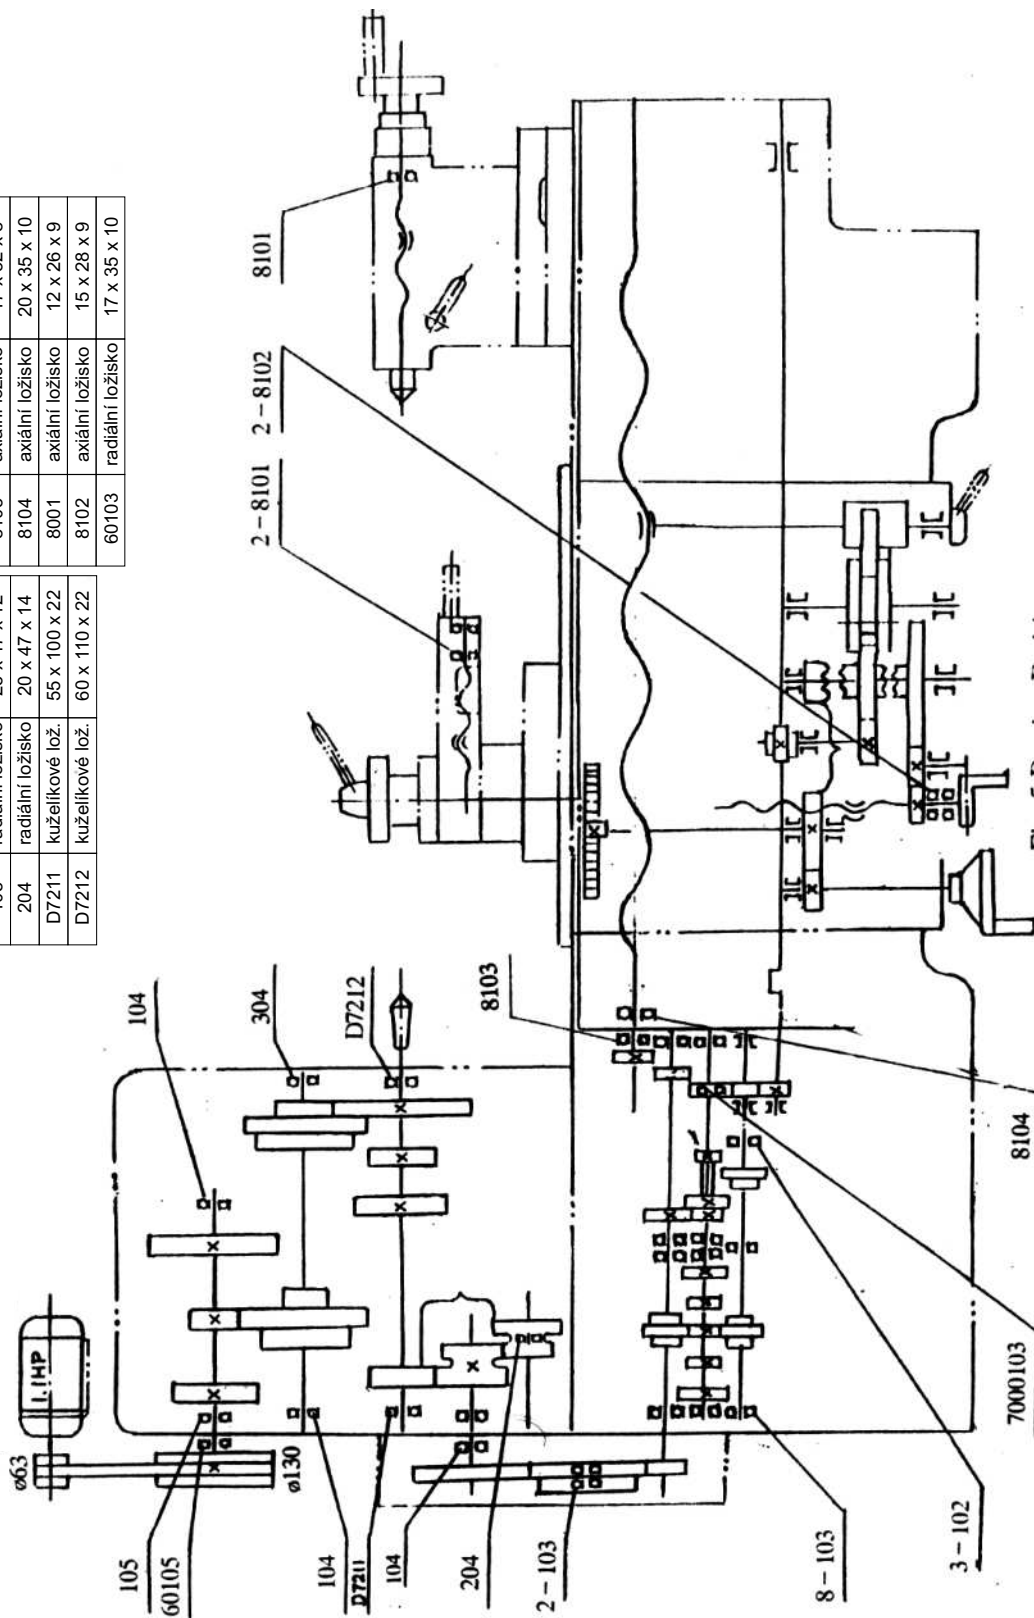 204 radiální ložisko 20 x 47 x 14
D7211 kuželíkové lož. 55 x 100 x 22
D7212 kuželíkové lož. 60 x 110 x 22
8104 axiální ložisko 20 x 35 x 10
8001 axiální ložisko 12 x 26 x 9
8102 axiální ložisko 15 x 28 x 9
60103 radiální ložisko 17 x 35 x 10
1.1HP
ø63
ø130
105
60105
104
D7211
104
204
2-103
8-103
3-102
7000103
8104
104
304
D7212
8103
2-8101
2-8102
8101